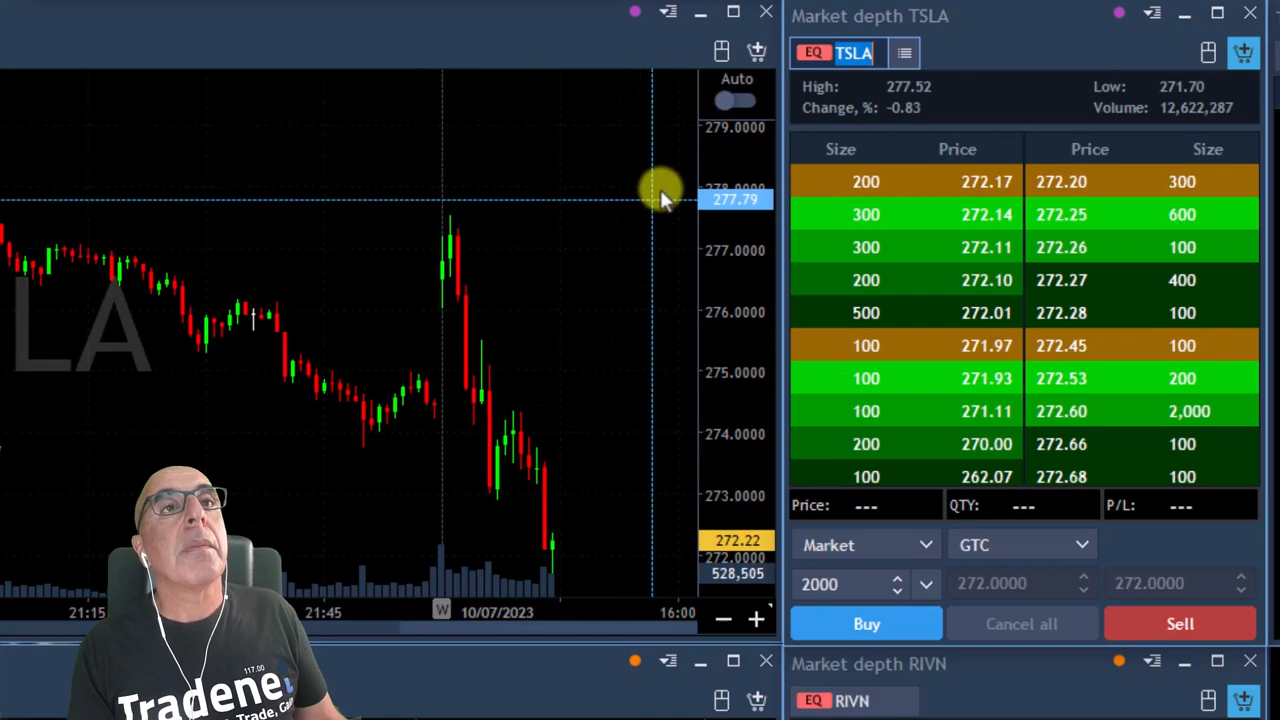 Auto
279.0000
278.0000
277.79
277.0000
276.0000
275.0000
274.0000
273.0000
272.22
272.0000
528,505
LA
21:15
21:45
W
10/07/2023
16:00
Market depth TSLA
EQ TSLA
High: 277.52 Low: 271.70
Change, %: -0.83 Volume: 12,622,287
Size Price Price Size
200 272.17 272.20 300
300 272.14 272.25 600
300 272.11 272.26 100
200 272.10 272.27 400
500 272.01 272.28 100
100 271.97 272.45 100
100 271.93 272.53 200
100 271.11 272.60 2,000
200 270.00 272.66 100
100 262.07 272.68 100
Price: --- QTY: --- P/L: ---
Market GTC
2000 272.0000 272.0000
Buy Cancel all Sell
Market depth RIVN
EQ RIVN
117.00
Tradene